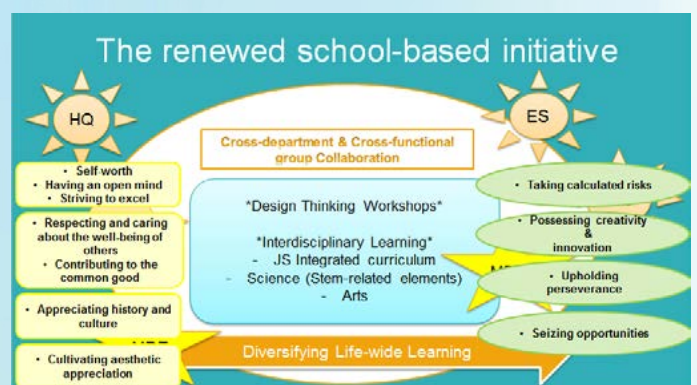 The renewed school-based initiative
HQ
ES
Cross-department & Cross-functional
group Collaboration
• Self-worth
• Having an open mind
• Striving to excel
• Respecting and caring
about the well-being of
others
• Contributing to the
common good
• Appreciating history and
culture
• Cultivating aesthetic
appreciation
*Design Thinking Workshops*
*Interdisciplinary Learning*
- JS Integrated curriculum
- Science (Stem-related elements)
- Arts
• Taking calculated risks
• Possessing creativity
&
innovation
• Upholding
perseverance
• Seizing opportunities
Diversifying Life-wide Learning